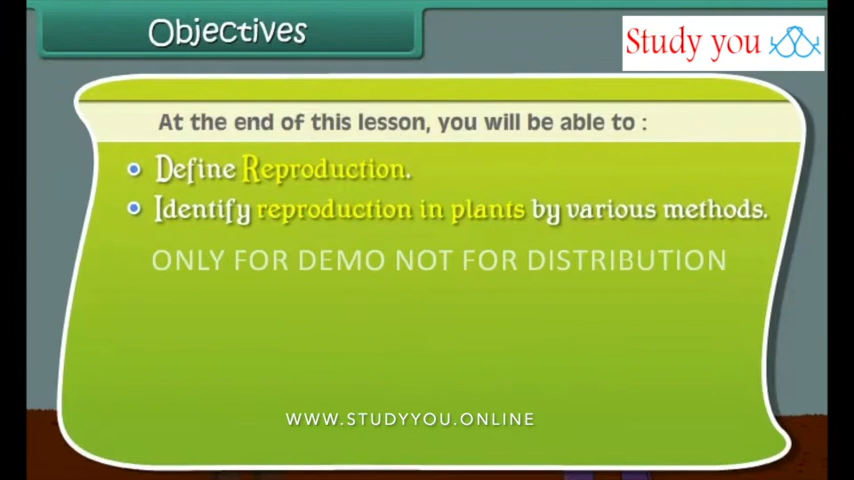 Objectives
Study you
At the end of this lesson, you will be able to :
Define Reproduction.
Identify reproduction in plants by various methods.
ONLY FOR DEMO NOT FOR DISTRIBUTION
WWW.STUDYYOU.ONLINE